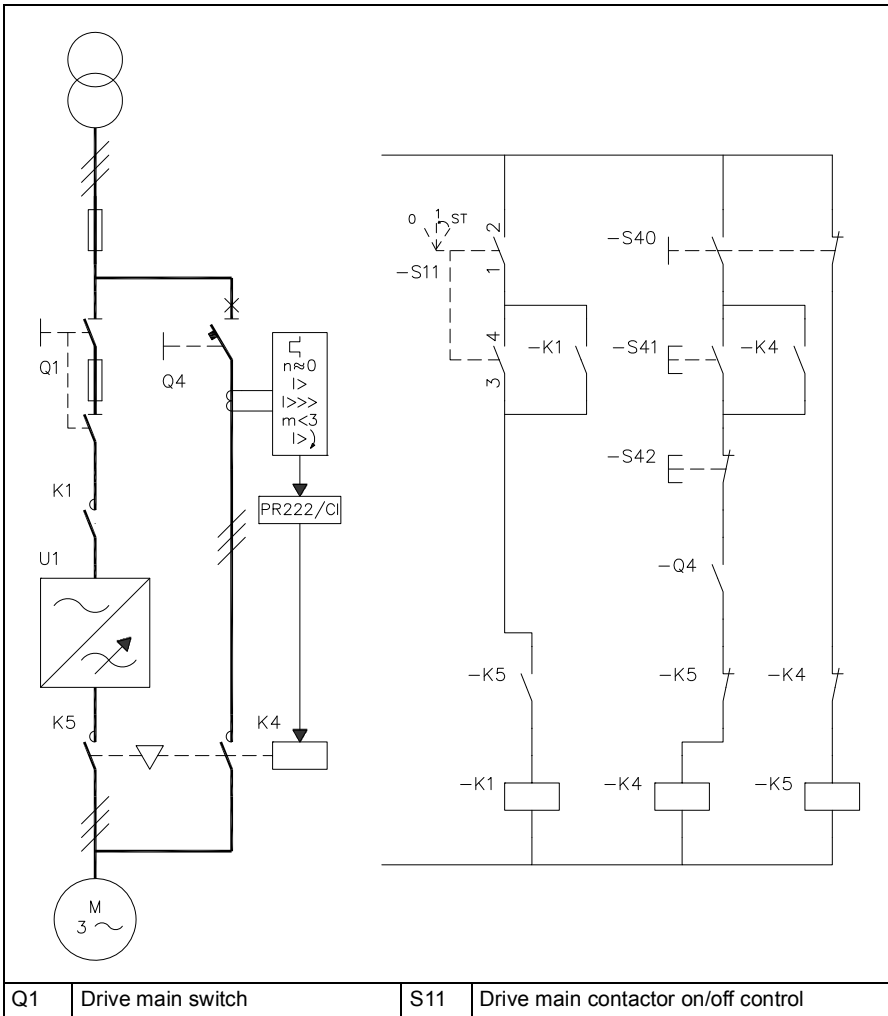 0 1 ST
2
-S40
-S11
1
Q1
Q4
n≈0
I>
I>>>
m<3
I>
4
-K1
-S41
-K4
3
-S42
K1
PR222/CI
U1
-Q4
-K5
-K5
-K4
K5
K4
-K1
-K4
-K5
M
3 ~
Q1 Drive main switch S11 Drive main contactor on/off control